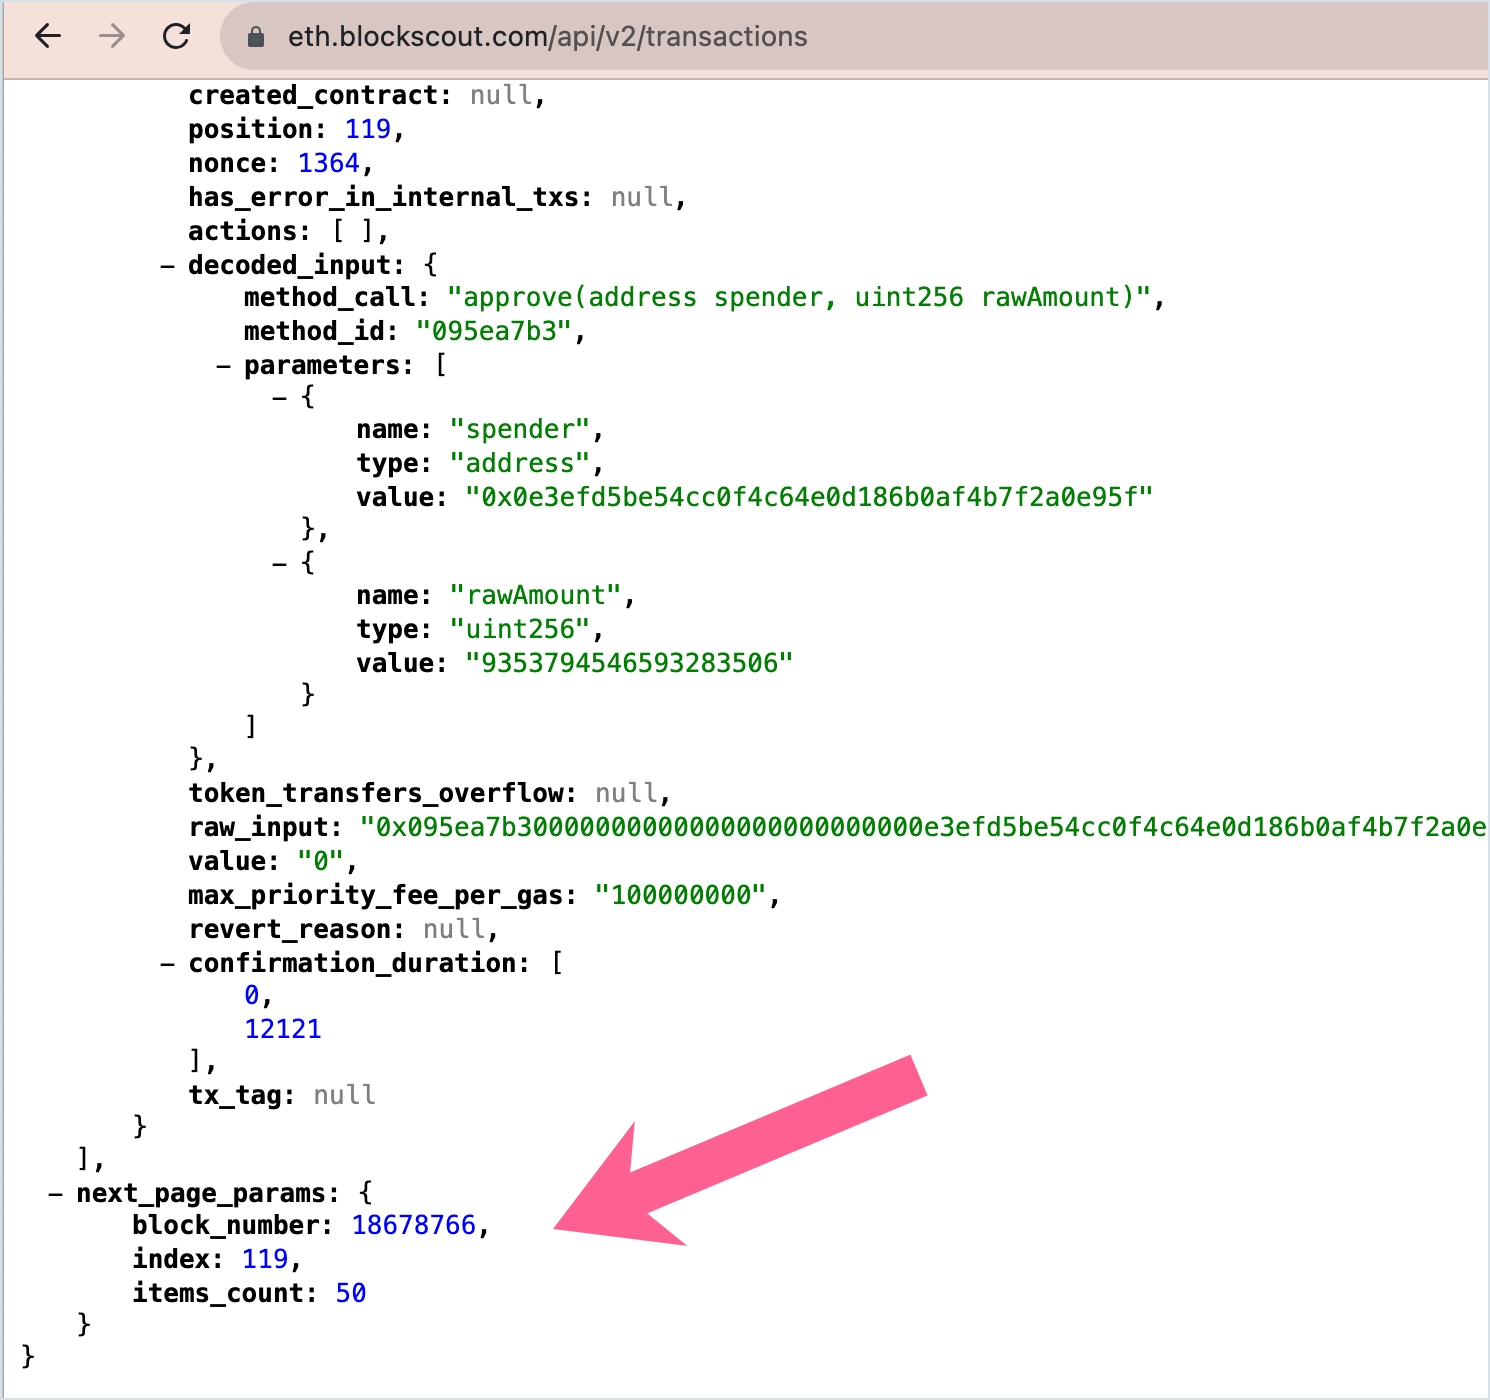 eth.blockscout.com/api/v2/transactions
created_contract: null,
position: 119,
nonce: 1364,
has_error_in_internal_txs: null,
actions: [ ],
– decoded_input: {
method_call: "approve(address spender, uint256 rawAmount)",
method_id: "095ea7b3",
– parameters: [
– {
name: "spender",
type: "address",
value: "0x0e3efd5be54cc0f4c64e0d186b0af4b7f2a0e95f"
},
– {
name: "rawAmount",
type: "uint256",
value: "9353794546593283506"
}
]
},
token_transfers_overflow: null,
raw_input: "0x095ea7b30000000000000000000000000e3efd5be54cc0f4c64e0d186b0af4b7f2a0e
value: "0",
max_priority_fee_per_gas: "100000000",
revert_reason: null,
– confirmation_duration: [
0,
12121
],
tx_tag: null
}
],
– next_page_params: {
block_number: 18678766,
index: 119,
items_count: 50
}
}